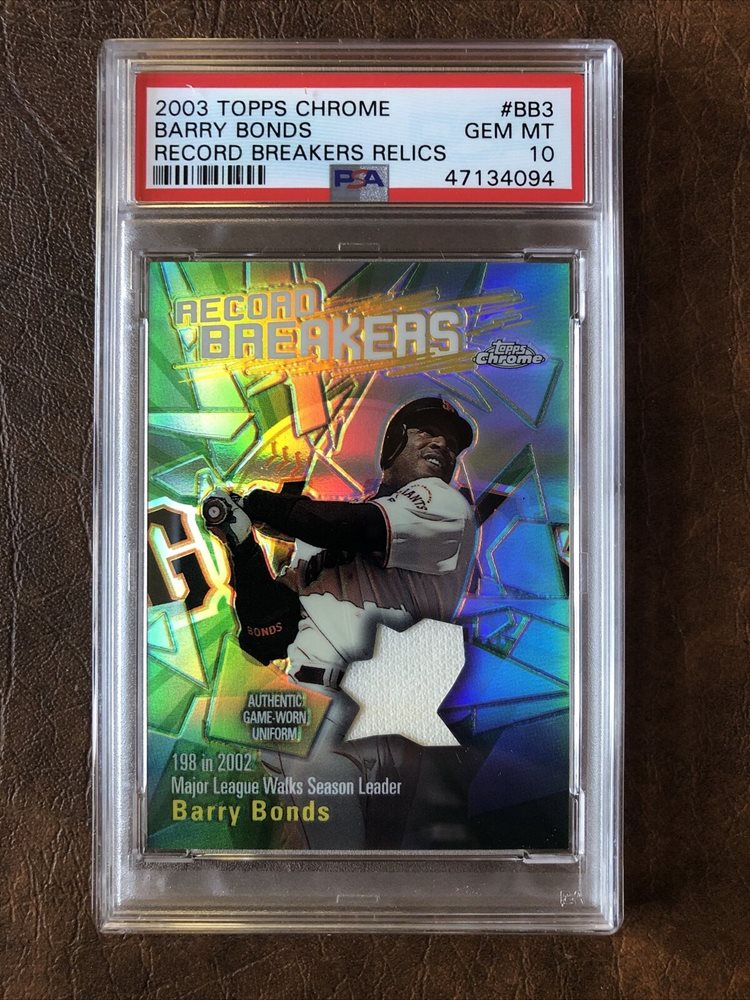 2003 TOPPS CHROME #BB3
BARRY BONDS GEM MT
RECORD BREAKERS RELICS 10
PSA 47134094
RECORD
BREAKERS
Topps
Chrome
GIANTS
G
BONDS
AUTHENTIC
GAME-WORN
UNIFORM
198 in 2002
Major League Walks Season Leader
Barry Bonds